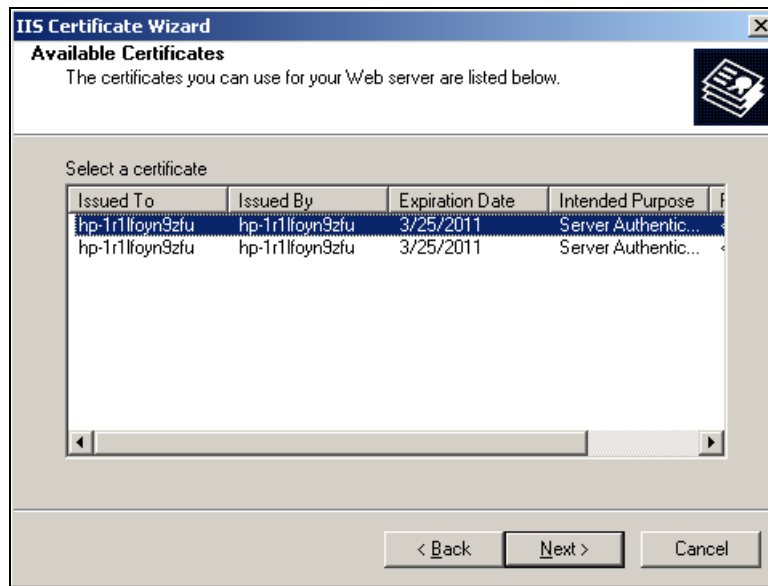 IIS Certificate Wizard
Available Certificates
The certificates you can use for your Web server are listed below.
Select a certificate
Issued To Issued By Expiration Date Intended Purpose F
hp-1r1lfoyn9zfu hp-1r1lfoyn9zfu 3/25/2011 Server Authentic... <
hp-1r1lfoyn9zfu hp-1r1lfoyn9zfu 3/25/2011 Server Authentic... <
< Back Next > Cancel